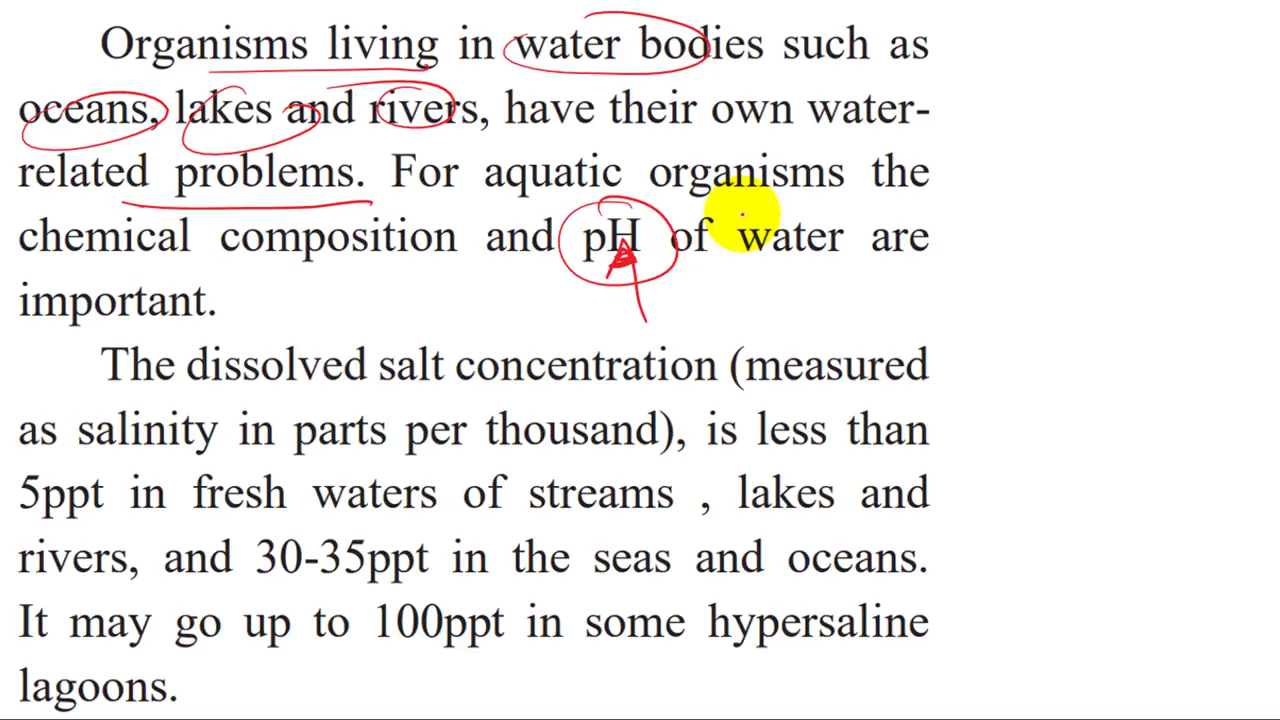 Organisms living in water bodies such as
oceans, lakes and rivers, have their own water-
related problems. For aquatic organisms the
chemical composition and pH of water are
important.
The dissolved salt concentration (measured
as salinity in parts per thousand), is less than
5ppt in fresh waters of streams , lakes and
rivers, and 30-35ppt in the seas and oceans.
It may go up to 100ppt in some hypersaline
lagoons.